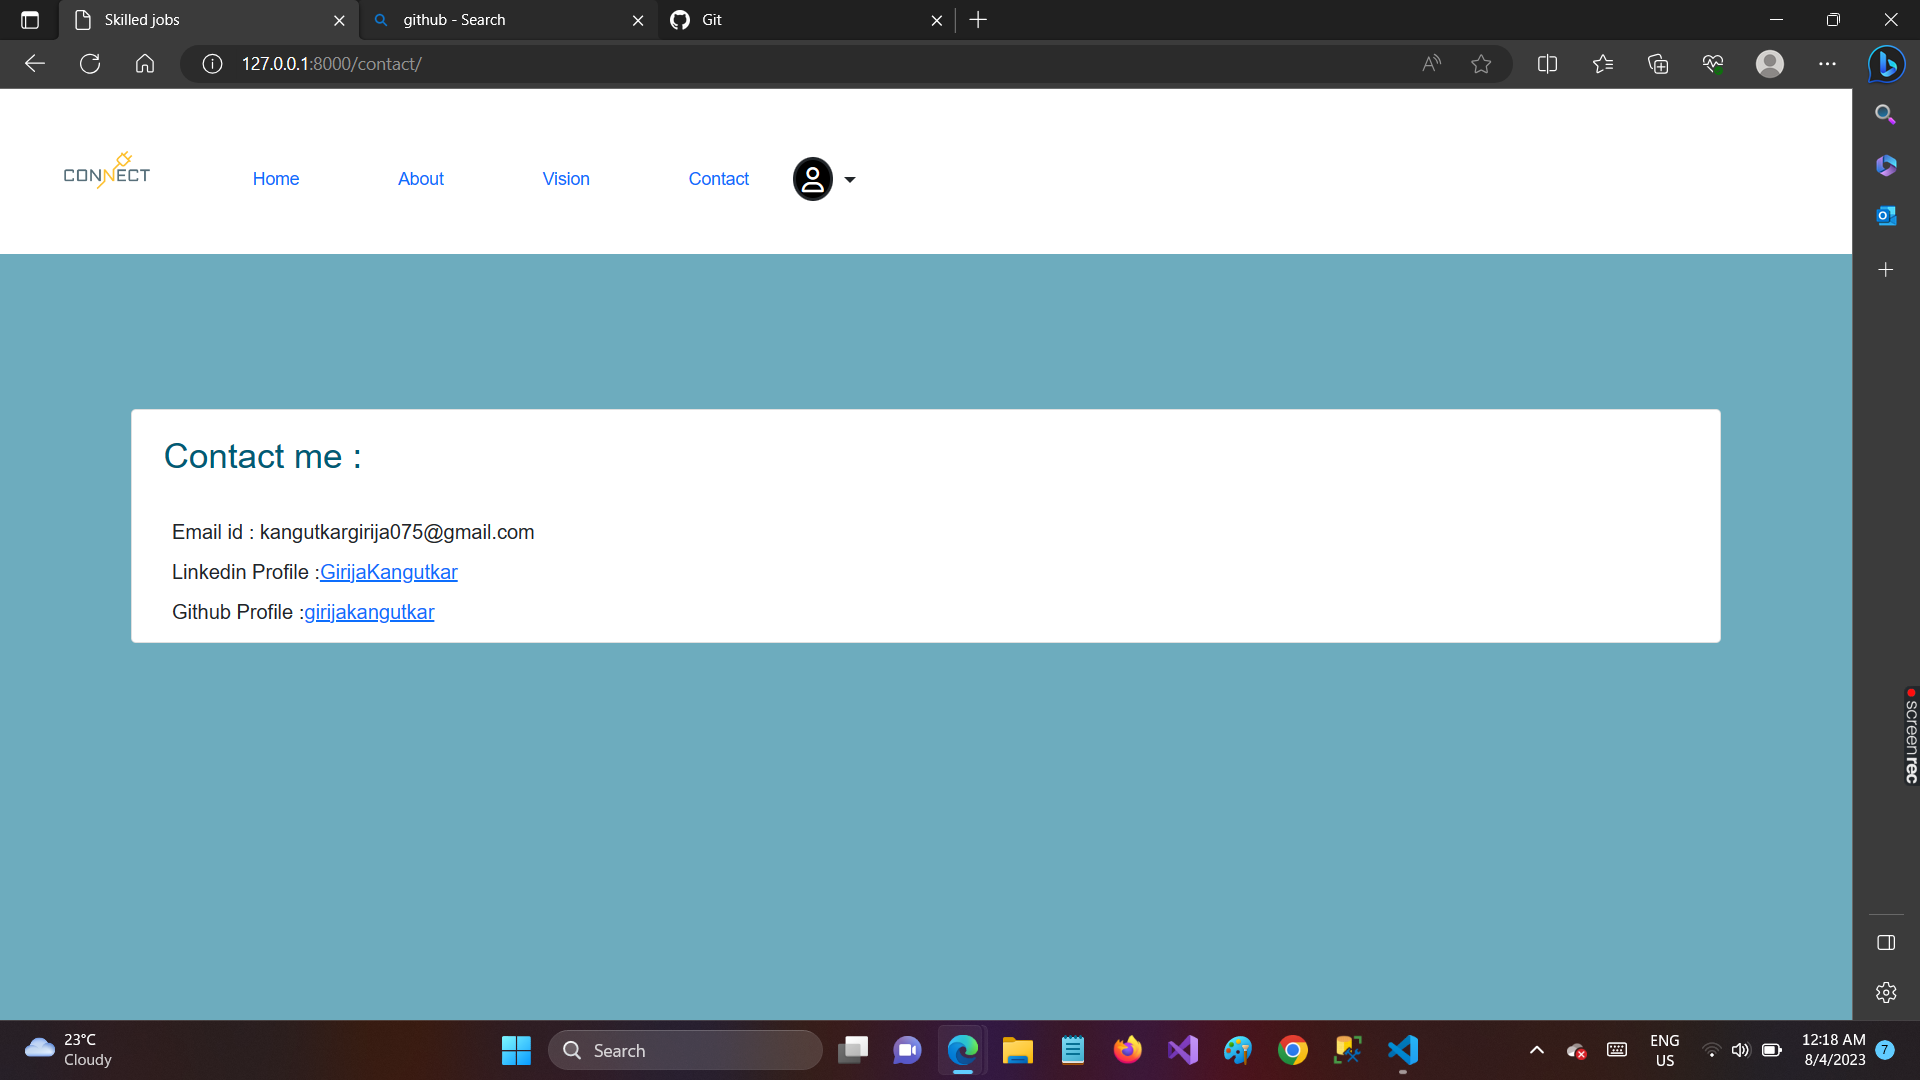 Skilled jobs
github - Search
Git
127.0.0.1:8000/contact/
CONNECT
Home
About
Vision
Contact
Contact me :
Email id : kangutkargirija075@gmail.com
Linkedin Profile :GirijaKangutkar
Github Profile :girijakangutkar
screenrec
23°C
Cloudy
Search
ENG
US
12:18 AM
8/4/2023
7